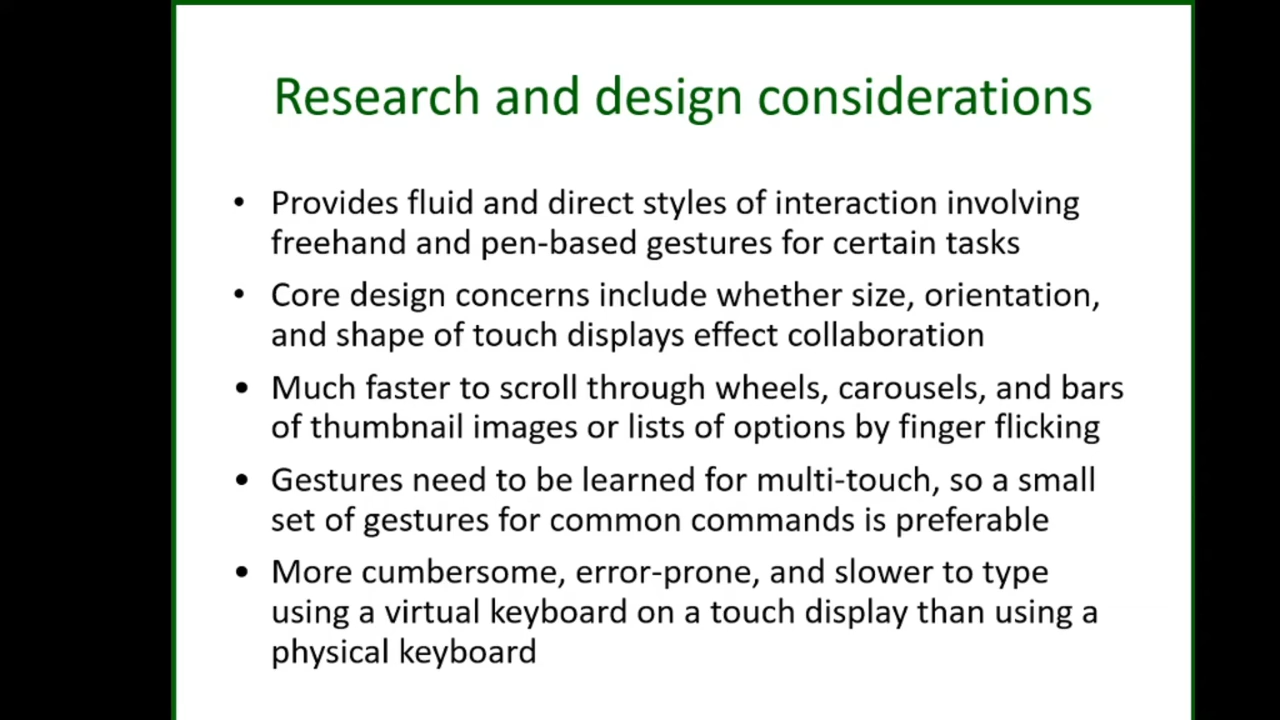 Research and design considerations
• Provides fluid and direct styles of interaction involving
freehand and pen-based gestures for certain tasks
• Core design concerns include whether size, orientation,
and shape of touch displays effect collaboration
• Much faster to scroll through wheels, carousels, and bars
of thumbnail images or lists of options by finger flicking
• Gestures need to be learned for multi-touch, so a small
set of gestures for common commands is preferable
• More cumbersome, error-prone, and slower to type
using a virtual keyboard on a touch display than using a
physical keyboard